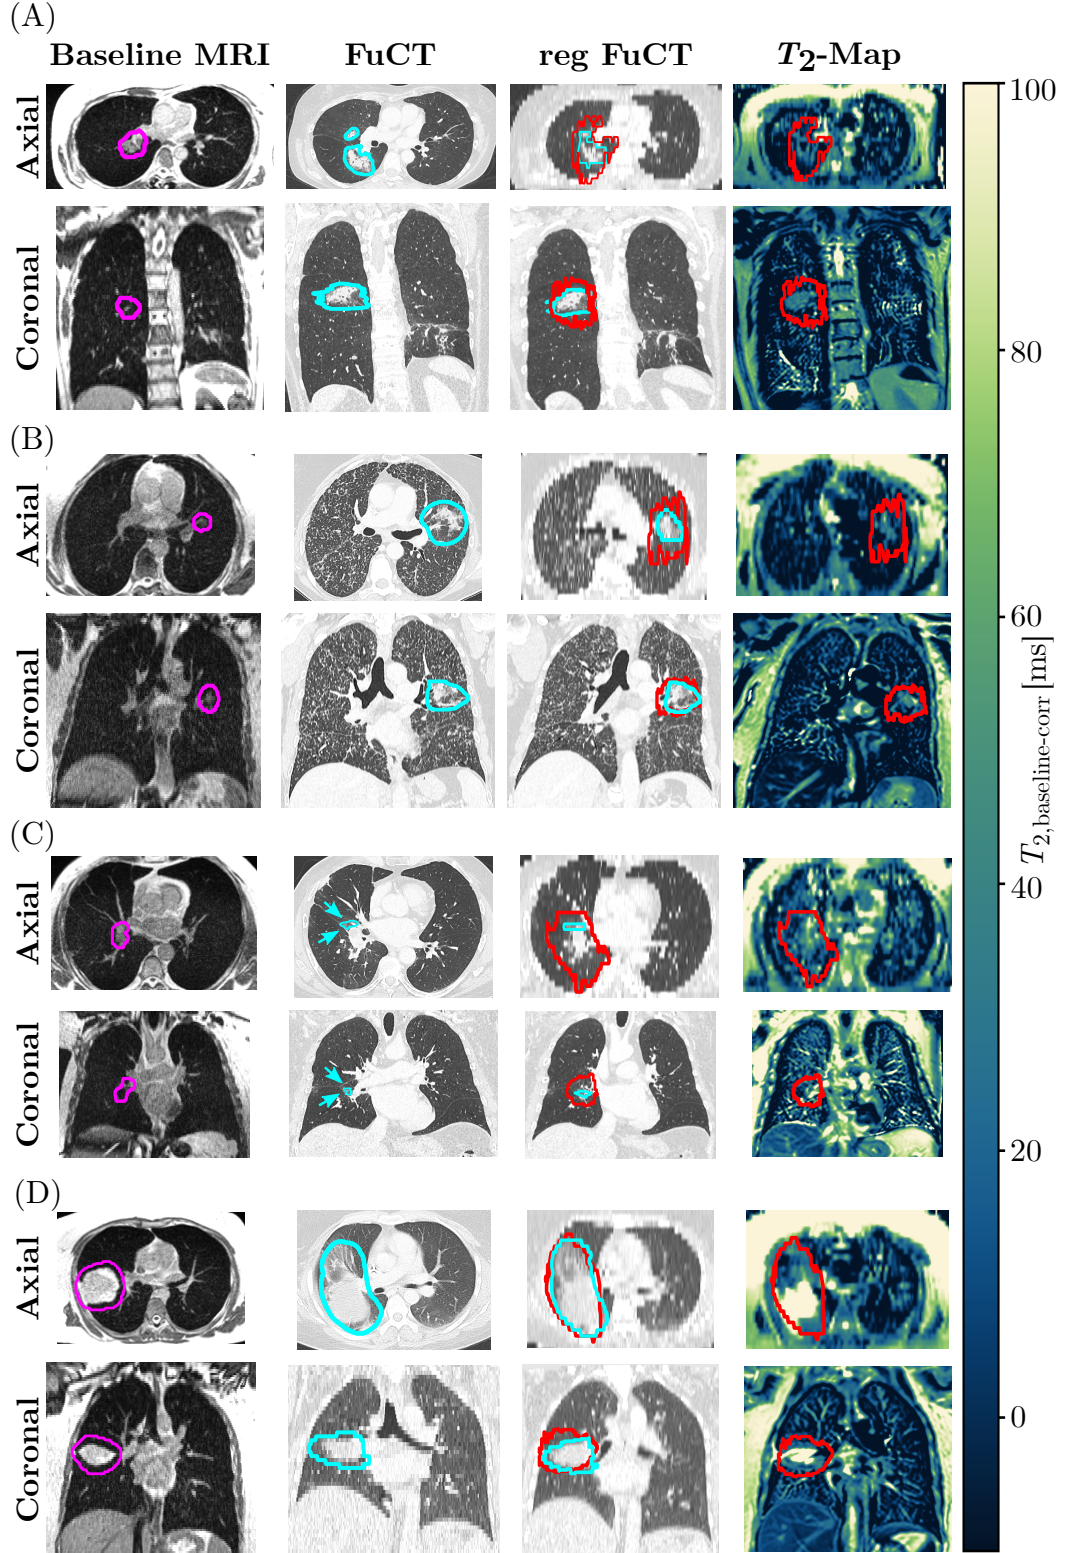 (A)
Baseline MRI FuCT reg FuCT T2-Map
Axial
Coronal
(B)
Axial
Coronal
(C)
Axial
Coronal
(D)
Axial
Coronal
100
80
60
40
20
0
T2,baseline-corr [ms]